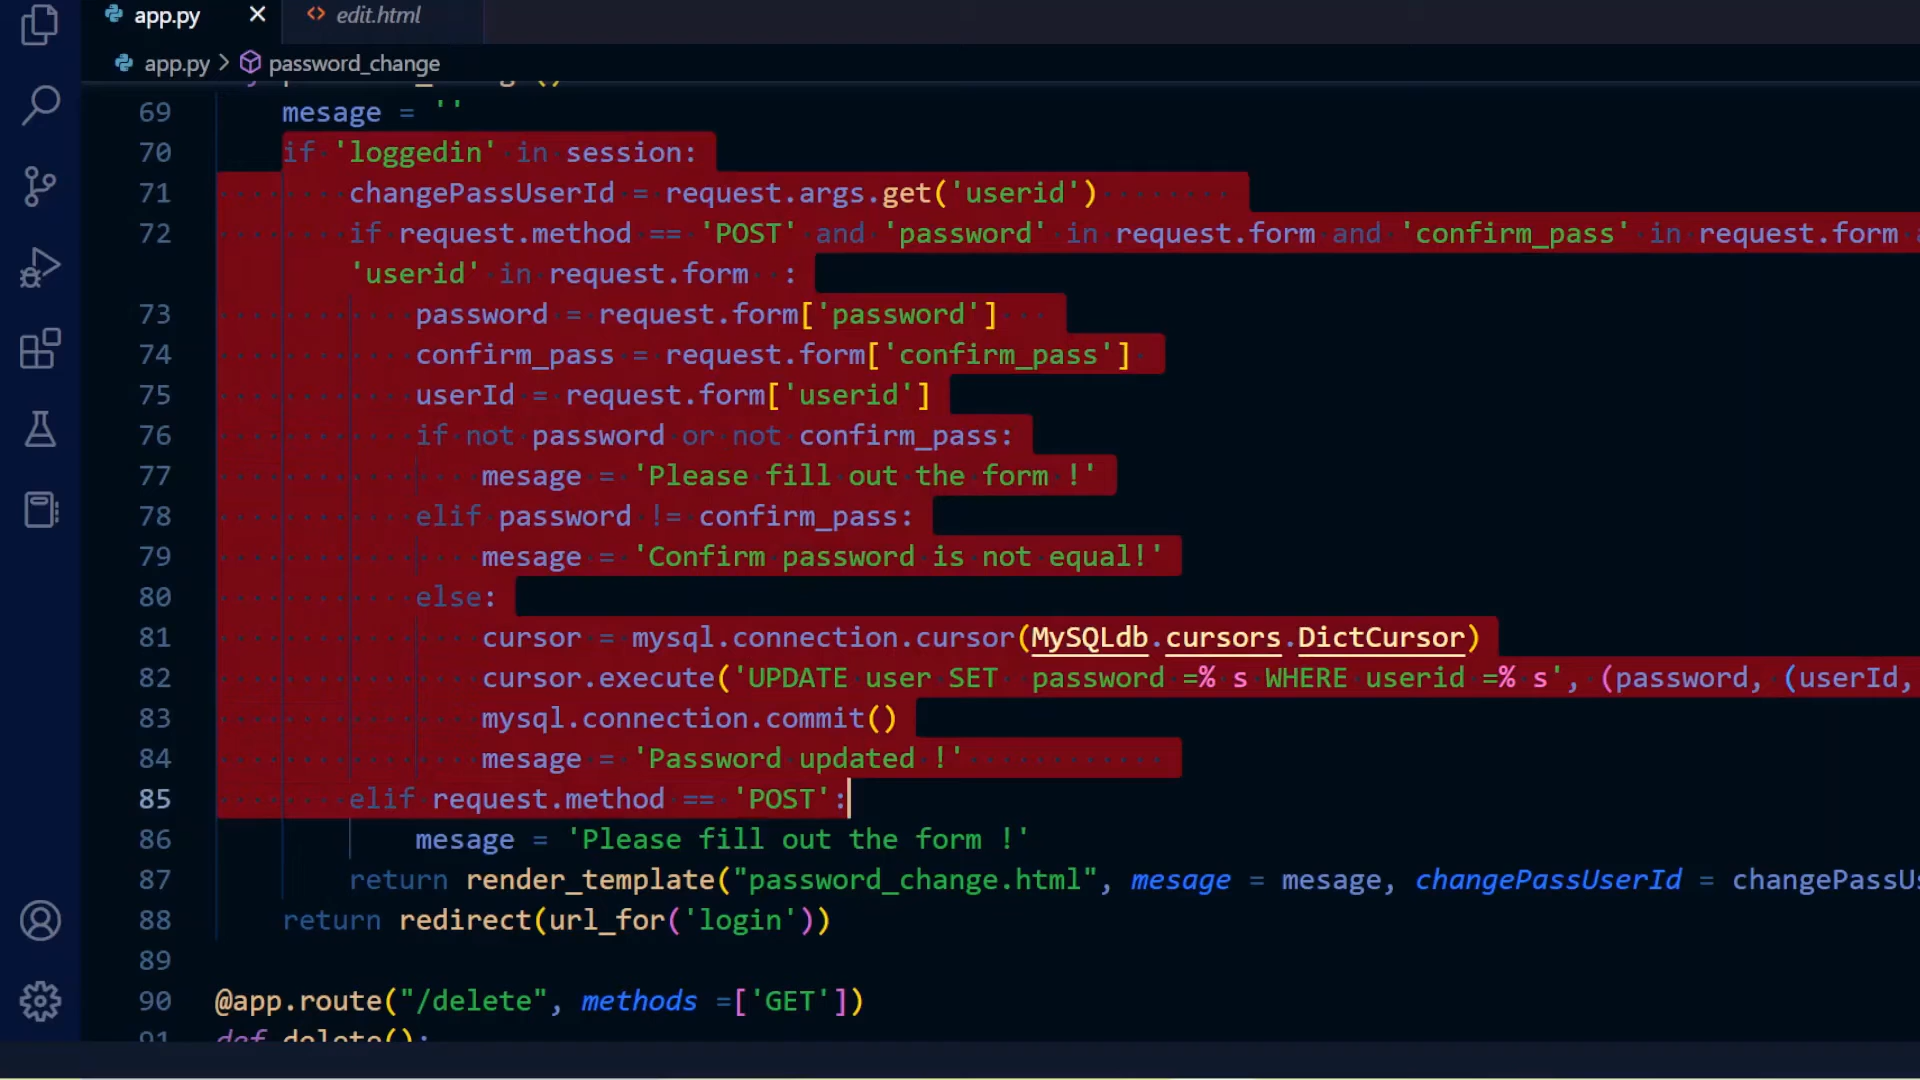 app.py
edit.html
app.py > password_change
69 mesage = ''
70 if 'loggedin' in session:
71 changePassUserId = request.args.get('userid')
72 if request.method == 'POST' and 'password' in request.form and 'confirm_pass' in request.form
'userid' in request.form :
73 password = request.form['password']
74 confirm_pass = request.form['confirm_pass']
75 userId = request.form['userid']
76 if not password or not confirm_pass:
77 mesage = 'Please fill out the form !'
78 elif password != confirm_pass:
79 mesage = 'Confirm password is not equal!'
80 else:
81 cursor = mysql.connection.cursor(MySQLdb.cursors.DictCursor)
82 cursor.execute('UPDATE user SET  password =% s WHERE userid =% s', (password, (userId,
83 mysql.connection.commit()
84 mesage = 'Password updated !'
85 elif request.method == 'POST':
86 mesage = 'Please fill out the form !'
87 return render_template("password_change.html", mesage = mesage, changePassUserId = changePassUs
88 return redirect(url_for('login'))
89
90 @app.route("/delete", methods =['GET'])
91 def delete():